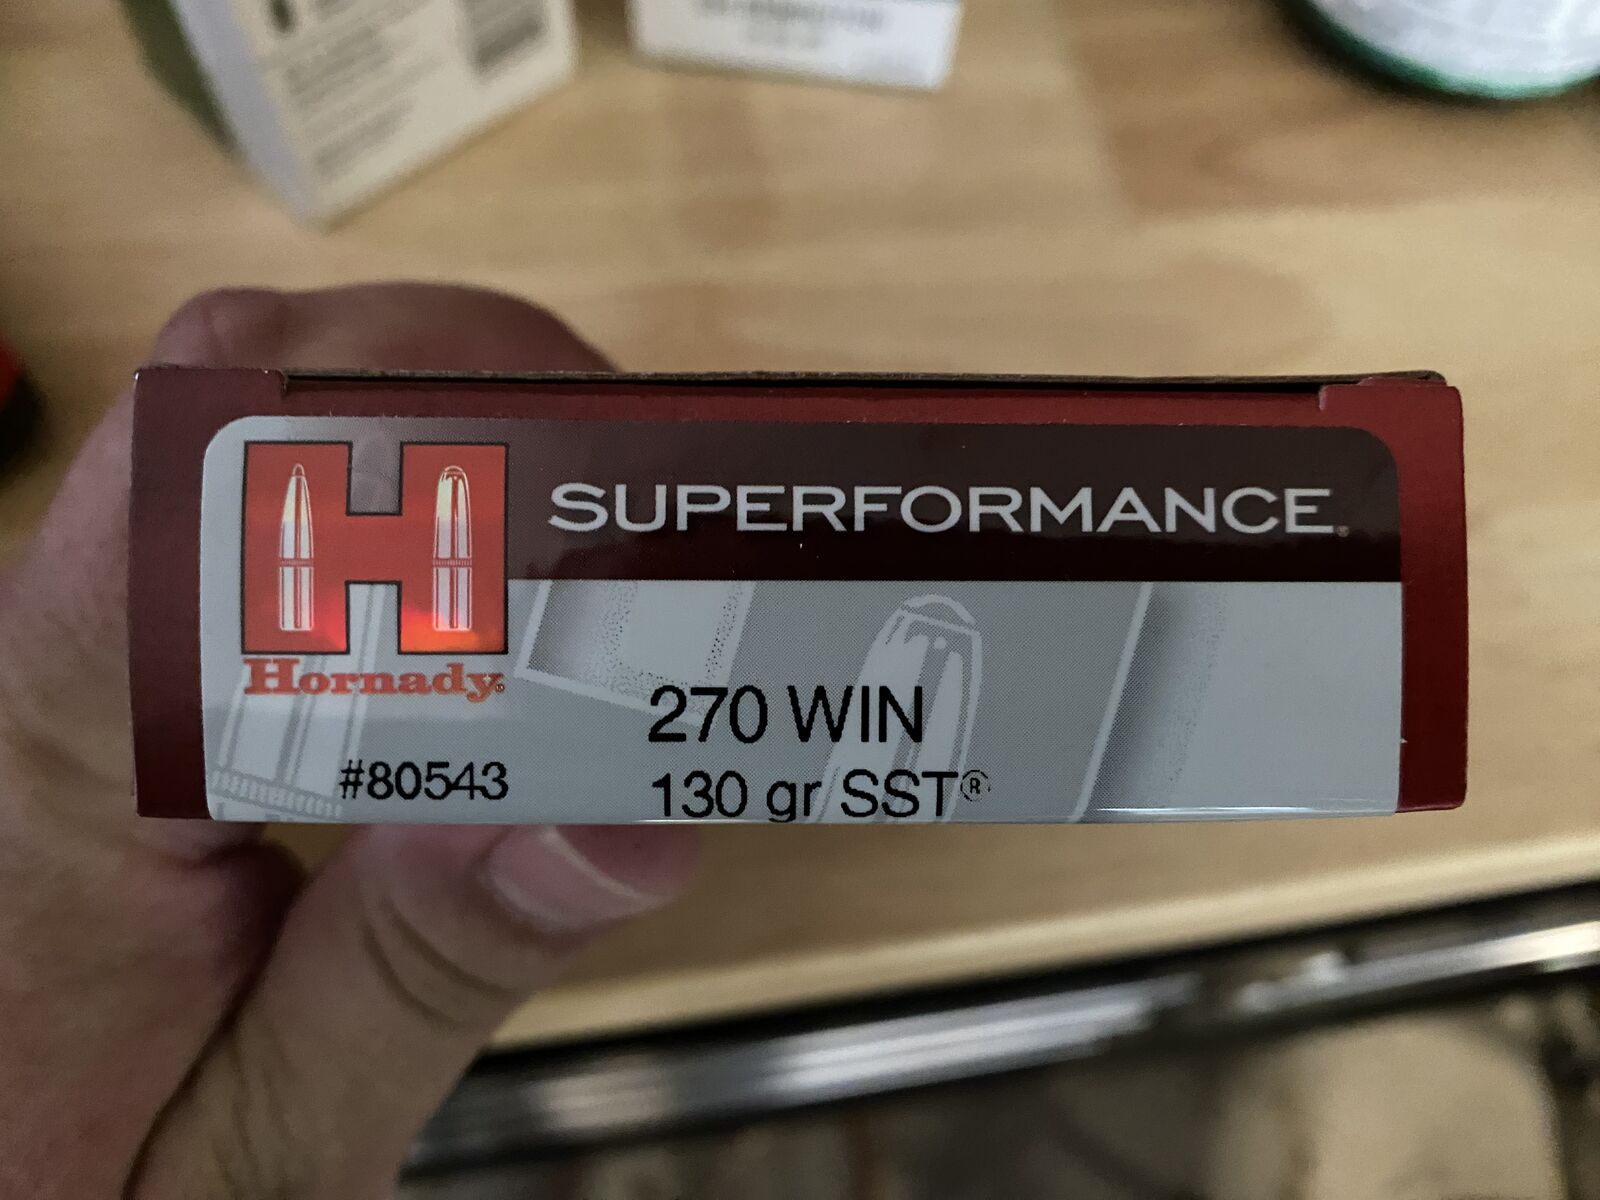 SUPERFORMANCE.
Hornady®
270 WIN
#80543
130 gr SST®